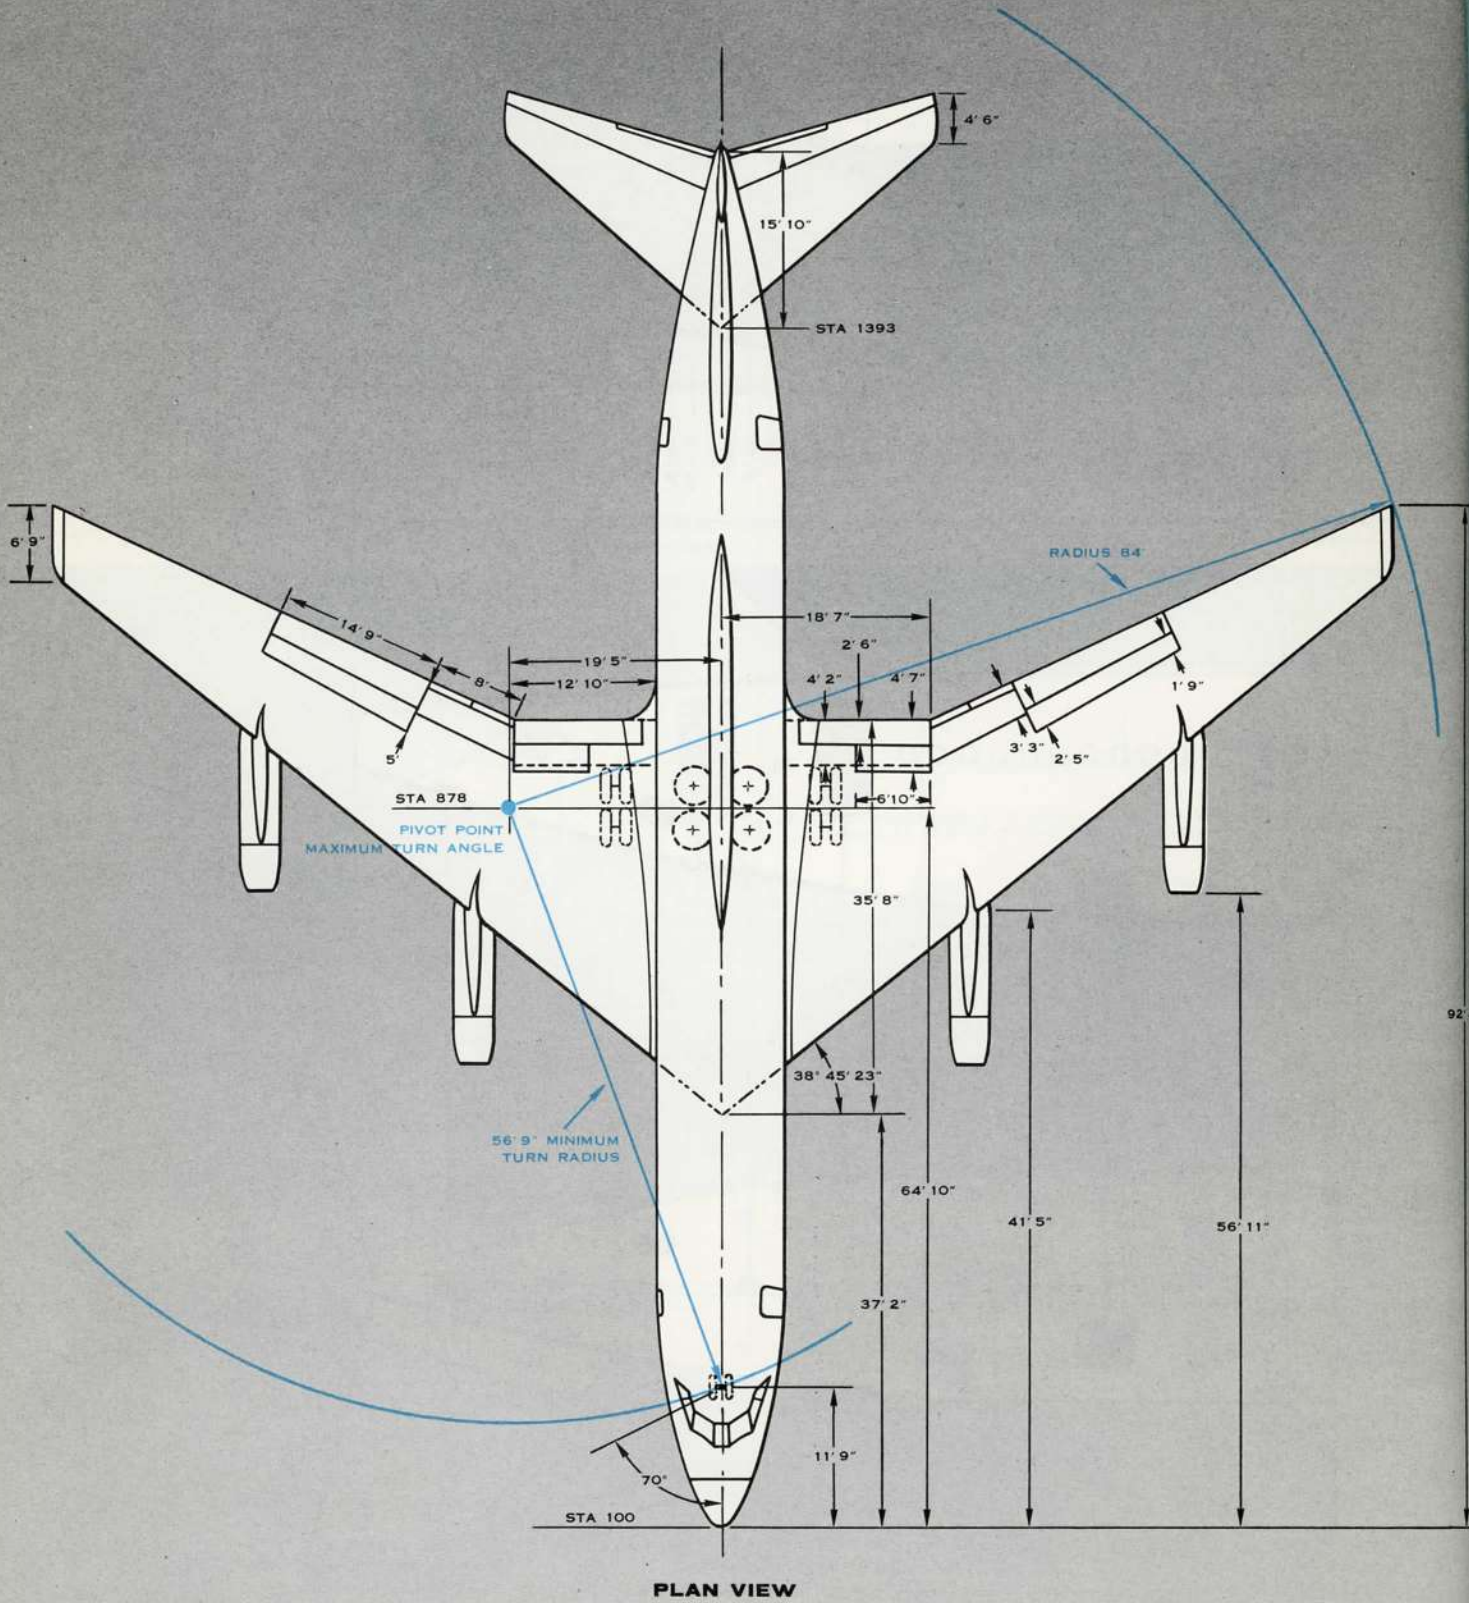 4' 6"
15' 10"
STA 1393
6' 9"
RADIUS 84'
14' 9"
8'
18' 7"
2' 6"
19' 5"
12' 10"
4' 2"
4' 7"
1' 9"
5'
3' 3"
2' 5"
STA 878
6' 10"
PIVOT POINT
MAXIMUM TURN ANGLE
35' 8"
38° 45' 23"
92'
56' 9" MINIMUM
TURN RADIUS
64' 10"
41' 5"
56' 11"
37' 2"
11' 9"
70°
STA 100
PLAN VIEW